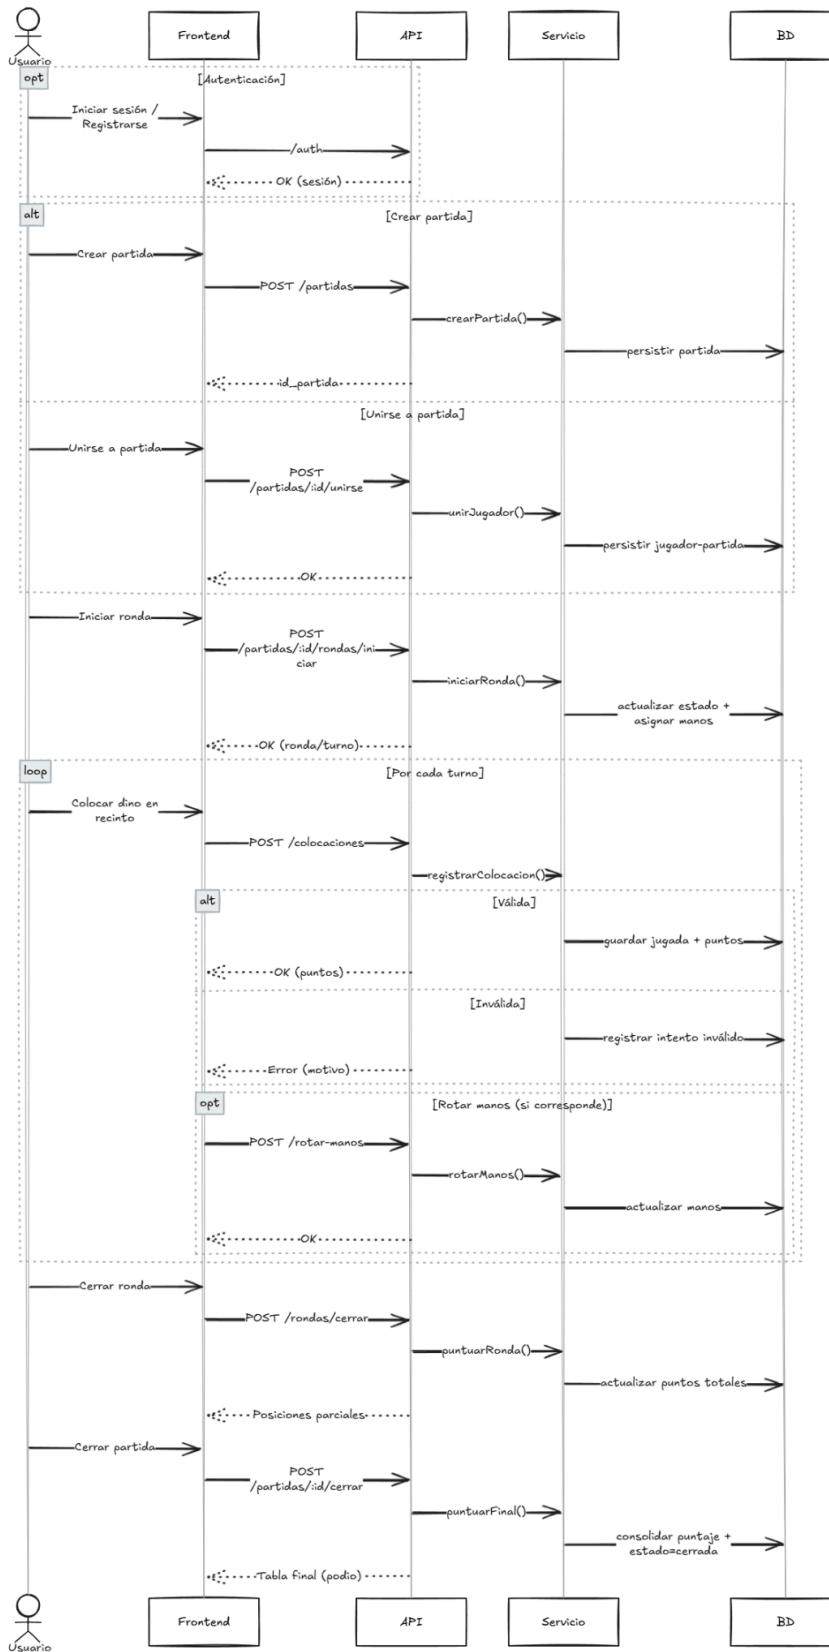 Usuario
Frontend
API
Servicio
BD
opt
[Autenticación]
Iniciar sesión /
Registrarse
/auth
OK (sesión)
alt
[Crear partida]
Crear partida
POST /partidas
crearPartida()
persistir partida
id_partida
[Unirse a partida]
Unirse a partida
POST
/partidas/:id/unirse
unirJugador()
persistir jugador-partida
OK
Iniciar ronda
POST
/partidas/:id/rondas/ini
ciar
iniciarRonda()
actualizar estado +
asignar manos
OK (ronda/turno)
loop
[Por cada turno]
Colocar dino en
recinto
POST /colocaciones
registrarColocacion()
alt
[Válida]
guardar jugada + puntos
OK (puntos)
[Inválida]
registrar intento inválido
Error (motivo)
opt
[Rotar manos (si corresponde)]
POST /rotar-manos
rotarManos()
actualizar manos
OK
Cerrar ronda
POST /rondas/cerrar
puntuarRonda()
actualizar puntos totales
Posiciones parciales
Cerrar partida
POST
/partidas/:id/cerrar
puntuarFinal()
consolidar puntaje +
estado=cerrada
Tabla final (podio)
Usuario
Frontend
API
Servicio
BD